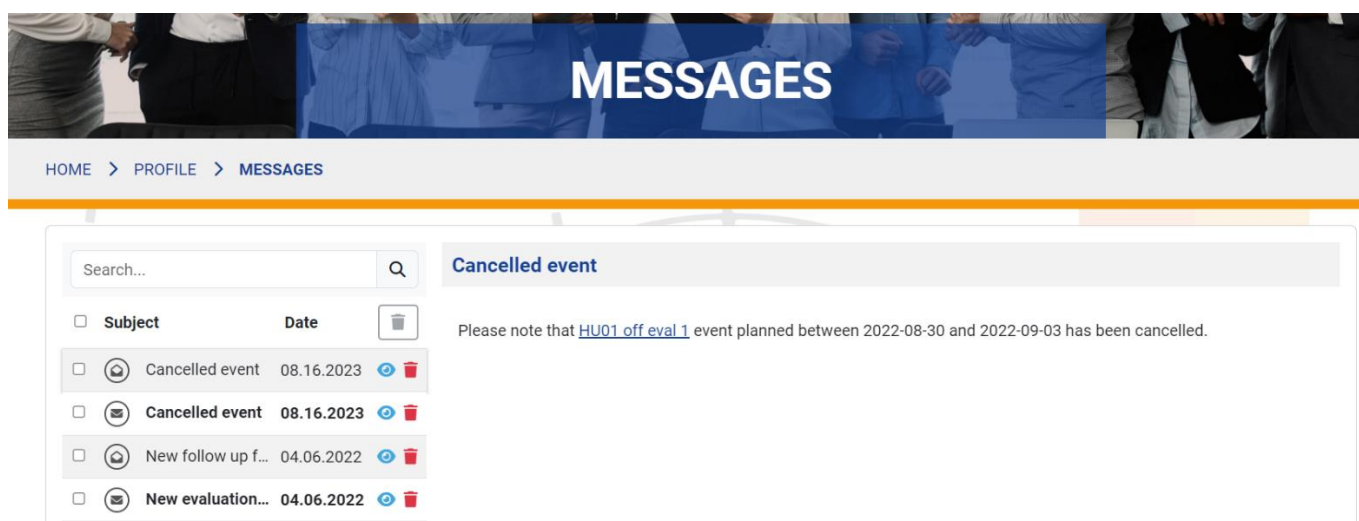 MESSAGES
HOME > PROFILE > MESSAGES
Search...
Subject Date
Cancelled event 08.16.2023
Cancelled event 08.16.2023
New follow up f... 04.06.2022
New evaluation... 04.06.2022
Cancelled event
Please note that HU01 off eval 1 event planned between 2022-08-30 and 2022-09-03 has been cancelled.